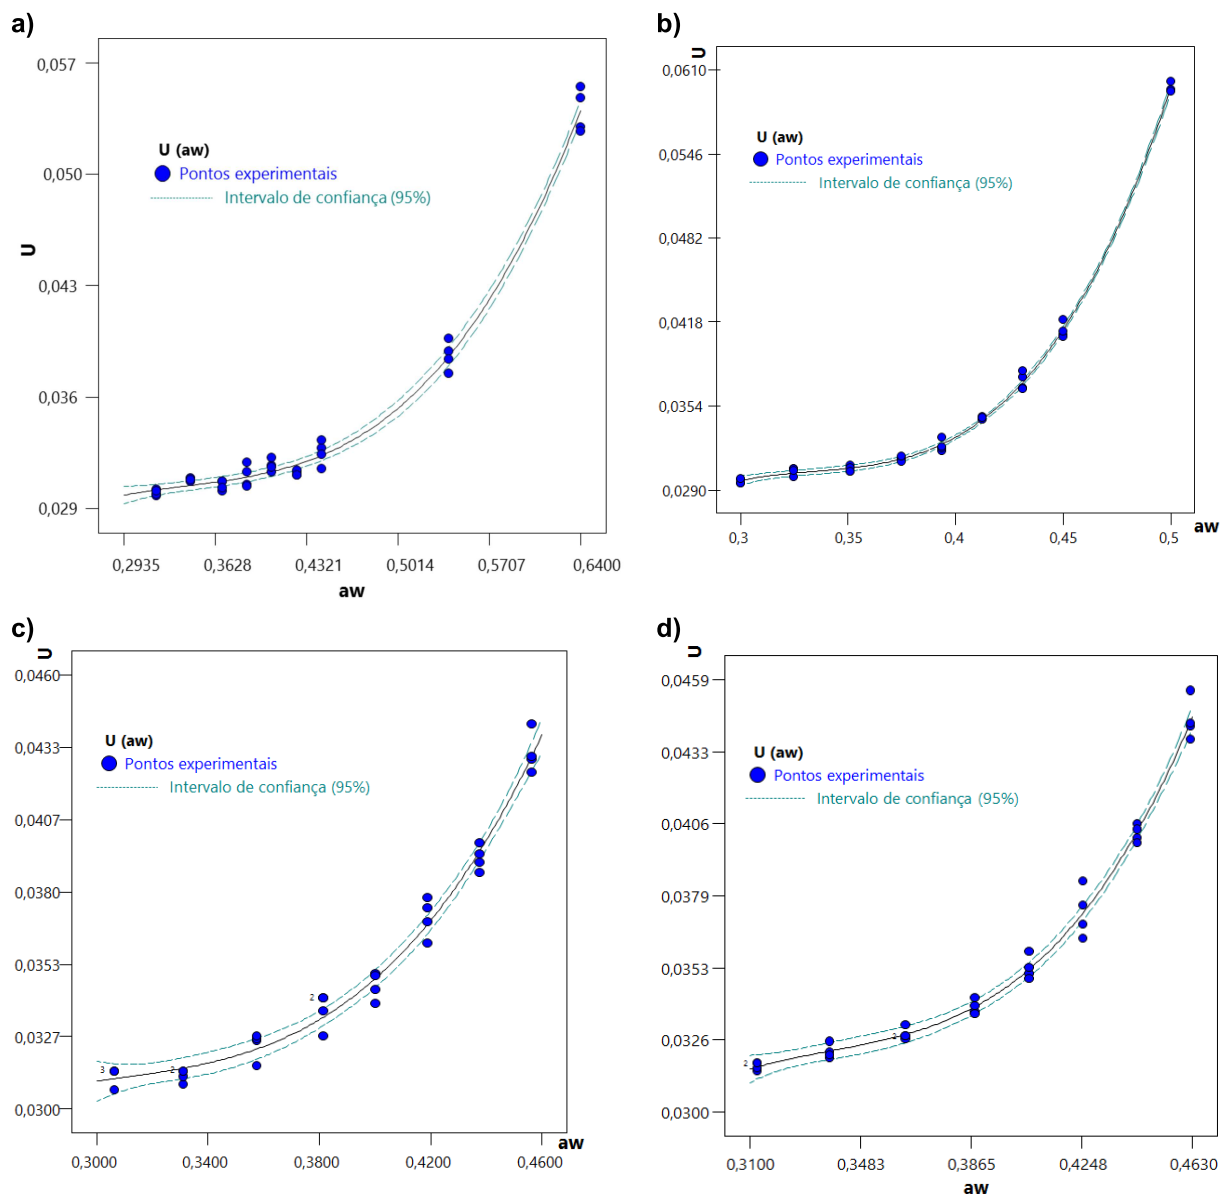 a)
0,057
0,050
0,043
0,036
0,029
U
U (aw)
Pontos experimentais
Intervalo de confiança (95%)
0,2935 0,3628 0,4321 0,5014 0,5707 0,6400
aw
b)
U
0,0610
0,0546
0,0482
0,0418
0,0354
0,0290
U (aw)
Pontos experimentais
Intervalo de confiança (95%)
0,3 0,35 0,4 0,45 0,5
aw
c)
U
0,0460
0,0433
0,0407
0,0380
0,0353
0,0327
0,0300
U (aw)
Pontos experimentais
Intervalo de confiança (95%)
3 2 2
0,3000 0,3400 0,3800 0,4200 0,4600
aw
d)
U
0,0459
0,0433
0,0406
0,0379
0,0353
0,0326
0,0300
U (aw)
Pontos experimentais
Intervalo de confiança (95%)
2 2
0,3100 0,3483 0,3865 0,4248 0,4630
aw